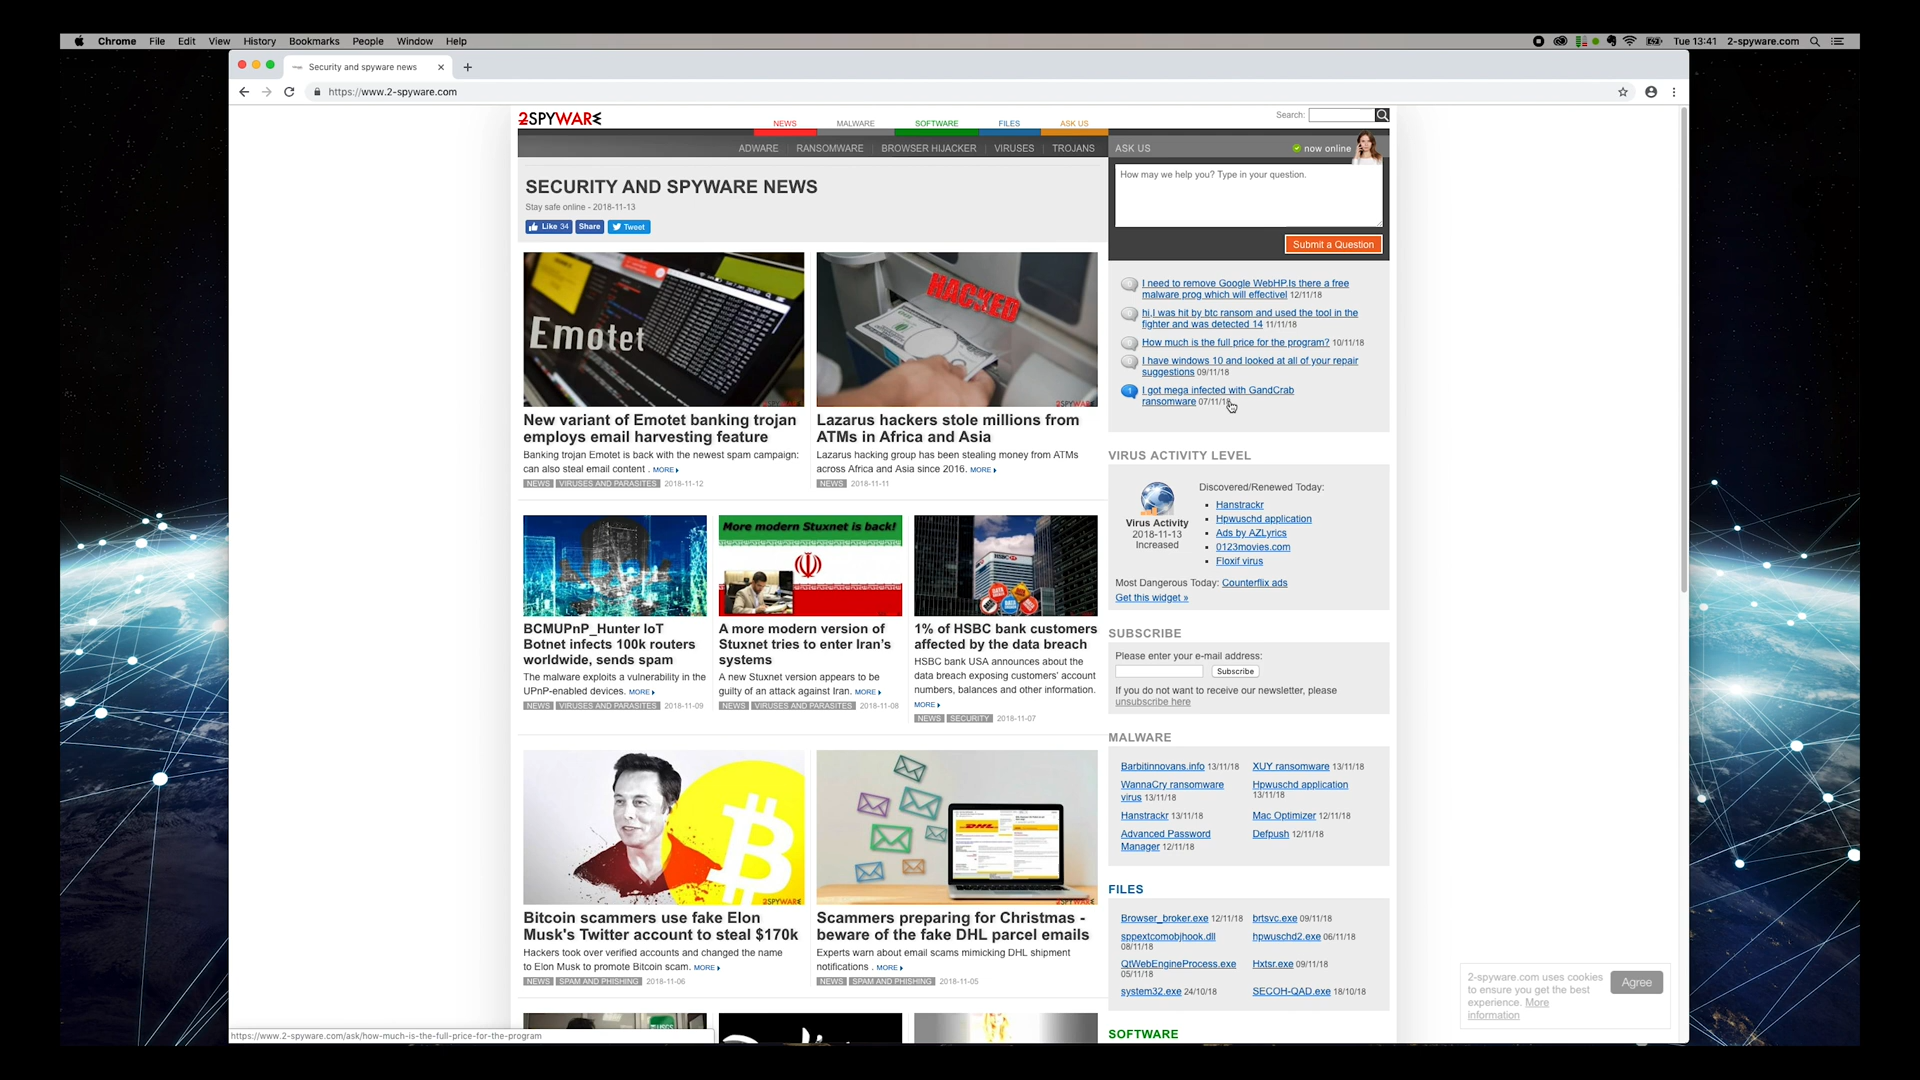 Chrome File Edit View History Bookmarks People Window Help
Tue 13:41 2-spyware.com
Security and spyware news
https://www.2-spyware.com
2SPYWARE
NEWS MALWARE SOFTWARE FILES ASK US
Search:
ADWARE RANSOMWARE BROWSER HIJACKER VIRUSES TROJANS
SECURITY AND SPYWARE NEWS
Stay safe online - 2018-11-13
Like 34 Share Tweet
Emotet
2SPYWARE
New variant of Emotet banking trojan
employs email harvesting feature
Banking trojan Emotet is back with the newest spam campaign:
can also steal email content . MORE
NEWS VIRUSES AND PARASITES 2018-11-12
HACKED
2SPYWARE
Lazarus hackers stole millions from
ATMs in Africa and Asia
Lazarus hacking group has been stealing money from ATMs
across Africa and Asia since 2016. MORE
NEWS 2018-11-11
BCMUPnP_Hunter IoT
Botnet infects 100k routers
worldwide, sends spam
The malware exploits a vulnerability in the
UPnP-enabled devices. MORE
NEWS VIRUSES AND PARASITES 2018-11-09
More modern Stuxnet is back!
A more modern version of
Stuxnet tries to enter Iran's
systems
A new Stuxnet version appears to be
guilty of an attack against Iran. MORE
NEWS VIRUSES AND PARASITES 2018-11-08
HSBC
1% of HSBC bank customers
affected by the data breach
HSBC bank USA announces about the
data breach exposing customers' account
numbers, balances and other information.
MORE
NEWS SECURITY 2018-11-07
2SPYWARE
Bitcoin scammers use fake Elon
Musk's Twitter account to steal $170k
Hackers took over verified accounts and changed the name
to Elon Musk to promote Bitcoin scam. MORE
NEWS SPAM AND PHISHING 2018-11-06
DHL
2SPYWARE
Scammers preparing for Christmas -
beware of the fake DHL parcel emails
Experts warn about email scams mimicking DHL shipment
notifications . MORE
NEWS SPAM AND PHISHING 2018-11-05
ASK US now online
How may we help you? Type in your question.
Submit a Question
I need to remove Google WebHP.Is there a free
malware prog which will effectivel 12/11/18
hi,I was hit by btc ransom and used the tool in the
fighter and was detected 14 11/11/18
How much is the full price for the program? 10/11/18
I have windows 10 and looked at all of your repair
suggestions 09/11/18
1 I got mega infected with GandCrab
ransomware 07/11/18
VIRUS ACTIVITY LEVEL
Virus Activity
2018-11-13
Increased
Discovered/Renewed Today:
Hanstrackr
Hpwuschd application
Ads by AZLyrics
0123movies.com
Floxif virus
Most Dangerous Today: Counterflix ads
Get this widget »
SUBSCRIBE
Please enter your e-mail address:
Subscribe
If you do not want to receive our newsletter, please
unsubscribe here
MALWARE
Barbitinnovans.info 13/11/18 XUY ransomware 13/11/18
WannaCry ransomware
virus 13/11/18
Hpwuschd application
13/11/18
Hanstrackr 13/11/18 Mac Optimizer 12/11/18
Advanced Password
Manager 12/11/18
Defpush 12/11/18
FILES
Browser_broker.exe 12/11/18 brtsvc.exe 09/11/18
sppextcomobjhook.dll
08/11/18
hpwuschd2.exe 06/11/18
QtWebEngineProcess.exe
05/11/18
Hxtsr.exe 09/11/18
system32.exe 24/10/18 SECOH-QAD.exe 18/10/18
SOFTWARE
2-spyware.com uses cookies
to ensure you get the best
experience. More
information
Agree
https://www.2-spyware.com/ask/how-much-is-the-full-price-for-the-program